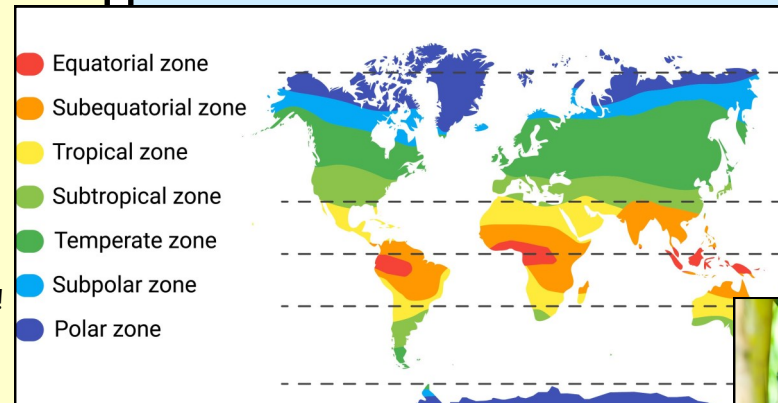 Equatorial zone
Subequatorial zone
Tropical zone
Subtropical zone
Temperate zone
Subpolar zone
!
Polar zone